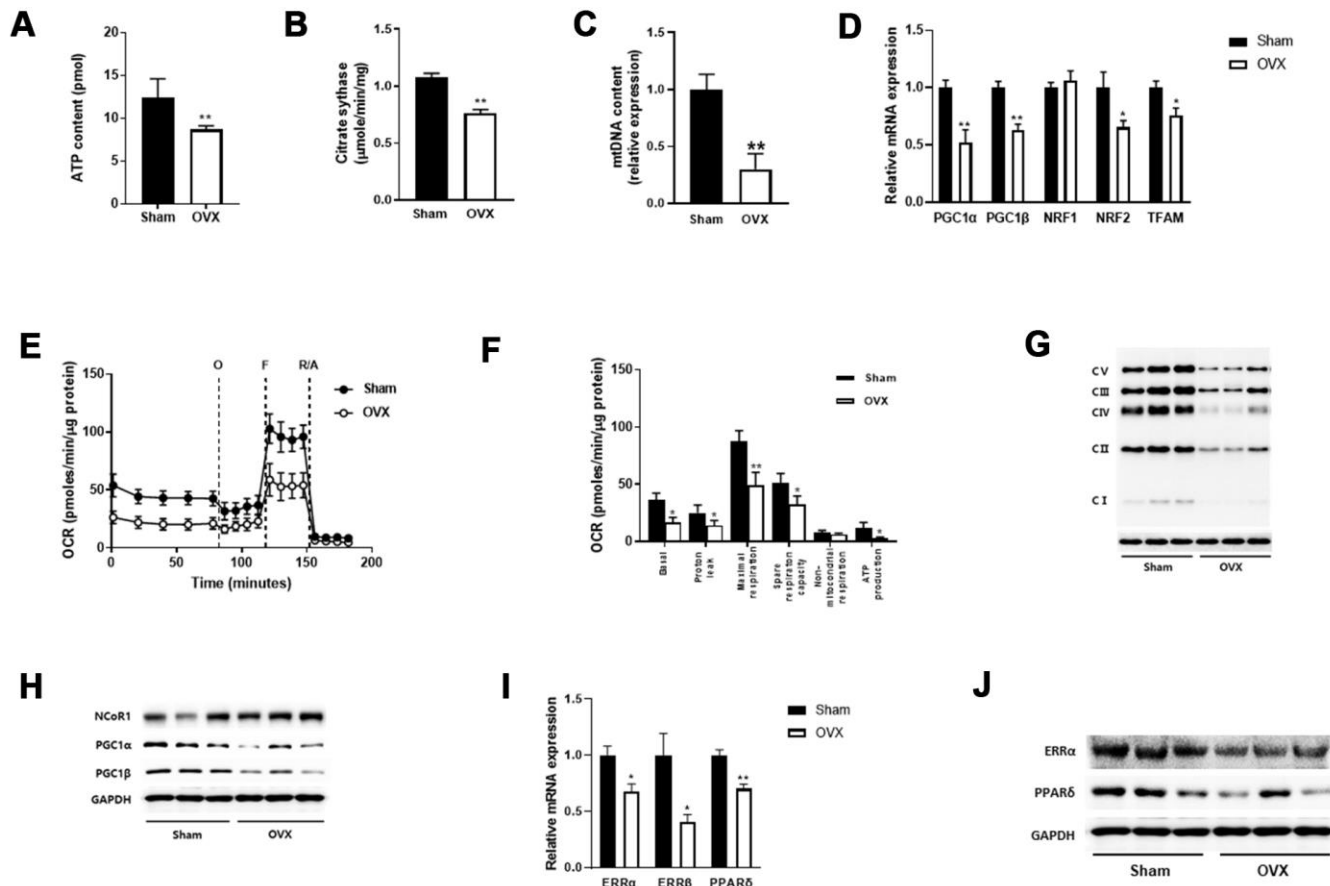 A
ATP content (pmol)
20
15
10
5
0
**
Sham
OVX
B
Citrate sythase
(μmole/min/mg)
1.5
1.0
0.5
0.0
**
Sham
OVX
C
mtDNA content
(relative expression)
1.5
1.0
0.5
0.0
**
Sham
OVX
D
Relative mRNA expression
1.5
1.0
0.5
0.0
**
**
*
*
PGC1α
PGC1β
NRF1
NRF2
TFAM
Sham
OVX
E
OCR (pmoles/min/μg protein)
150
100
50
0
O
F
R/A
Sham
OVX
0
50
100
150
200
Time (minutes)
F
OCR (pmoles/min/μg protein)
150
100
50
0
Sham
OVX
*
*
**
*
*
Basal
Proton
leak
Maximal
respiration
Spare
respiraton
capacity
Non-
mitocondrial
respiration
ATP
production
G
CV
CIII
CIV
CII
CI
Sham
OVX
H
NCoR1
PGC1α
PGC1β
GAPDH
Sham
OVX
I
Relative mRNA expression
1.5
1.0
0.5
0.0
*
*
**
ERRα
ERRβ
PPARδ
Sham
OVX
J
ERRα
PPARδ
GAPDH
Sham
OVX